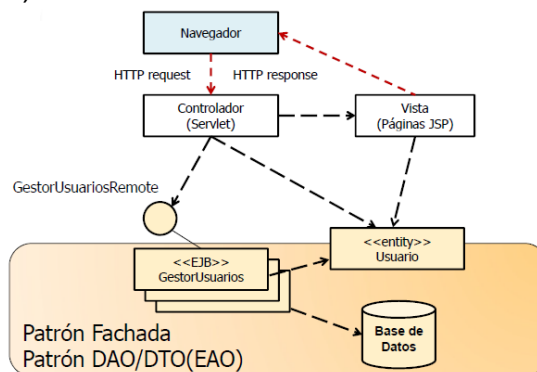 Navegador
HTTP request
HTTP response
Controlador
(Servlet)
Vista
(Páginas JSP)
GestorUsuariosRemote
<<entity>>
Usuario
<<EJB>>
GestorUsuarios
Base de
Datos
Patrón Fachada
Patrón DAO/DTO(EAO)